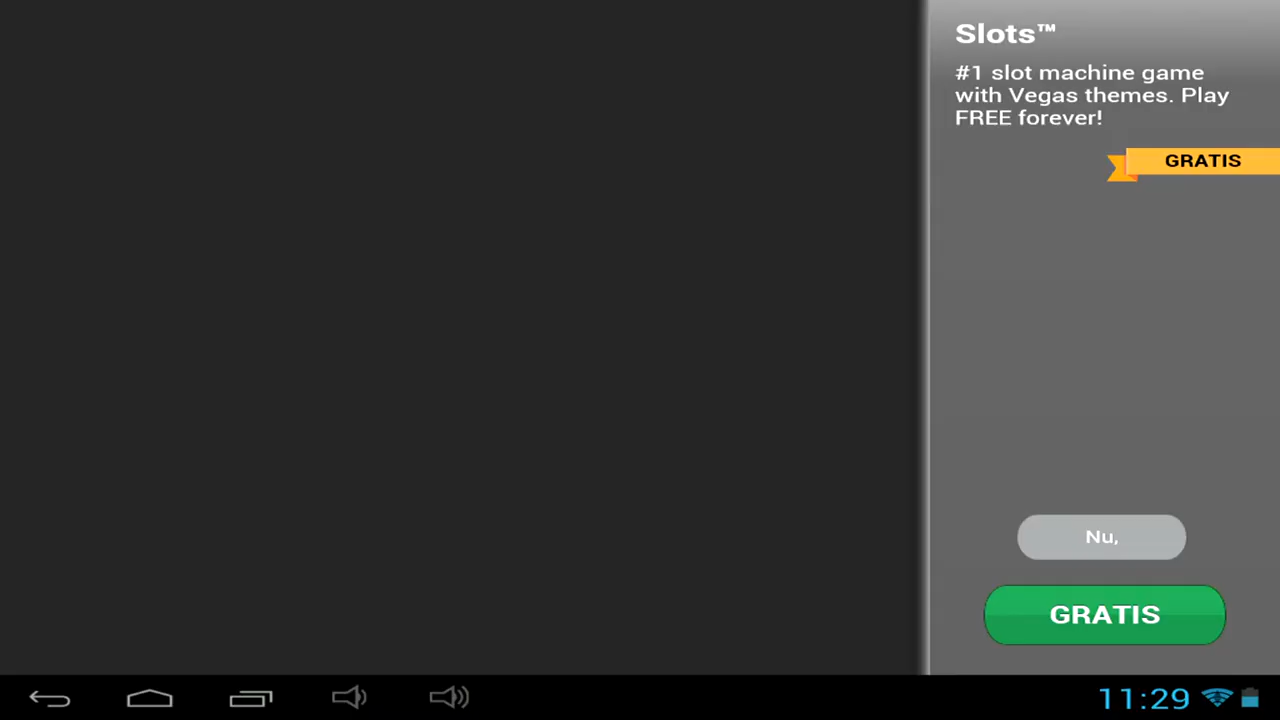 Slots™
#1 slot machine game
with Vegas themes. Play
FREE forever!
GRATIS
Nu,
GRATIS
11:29